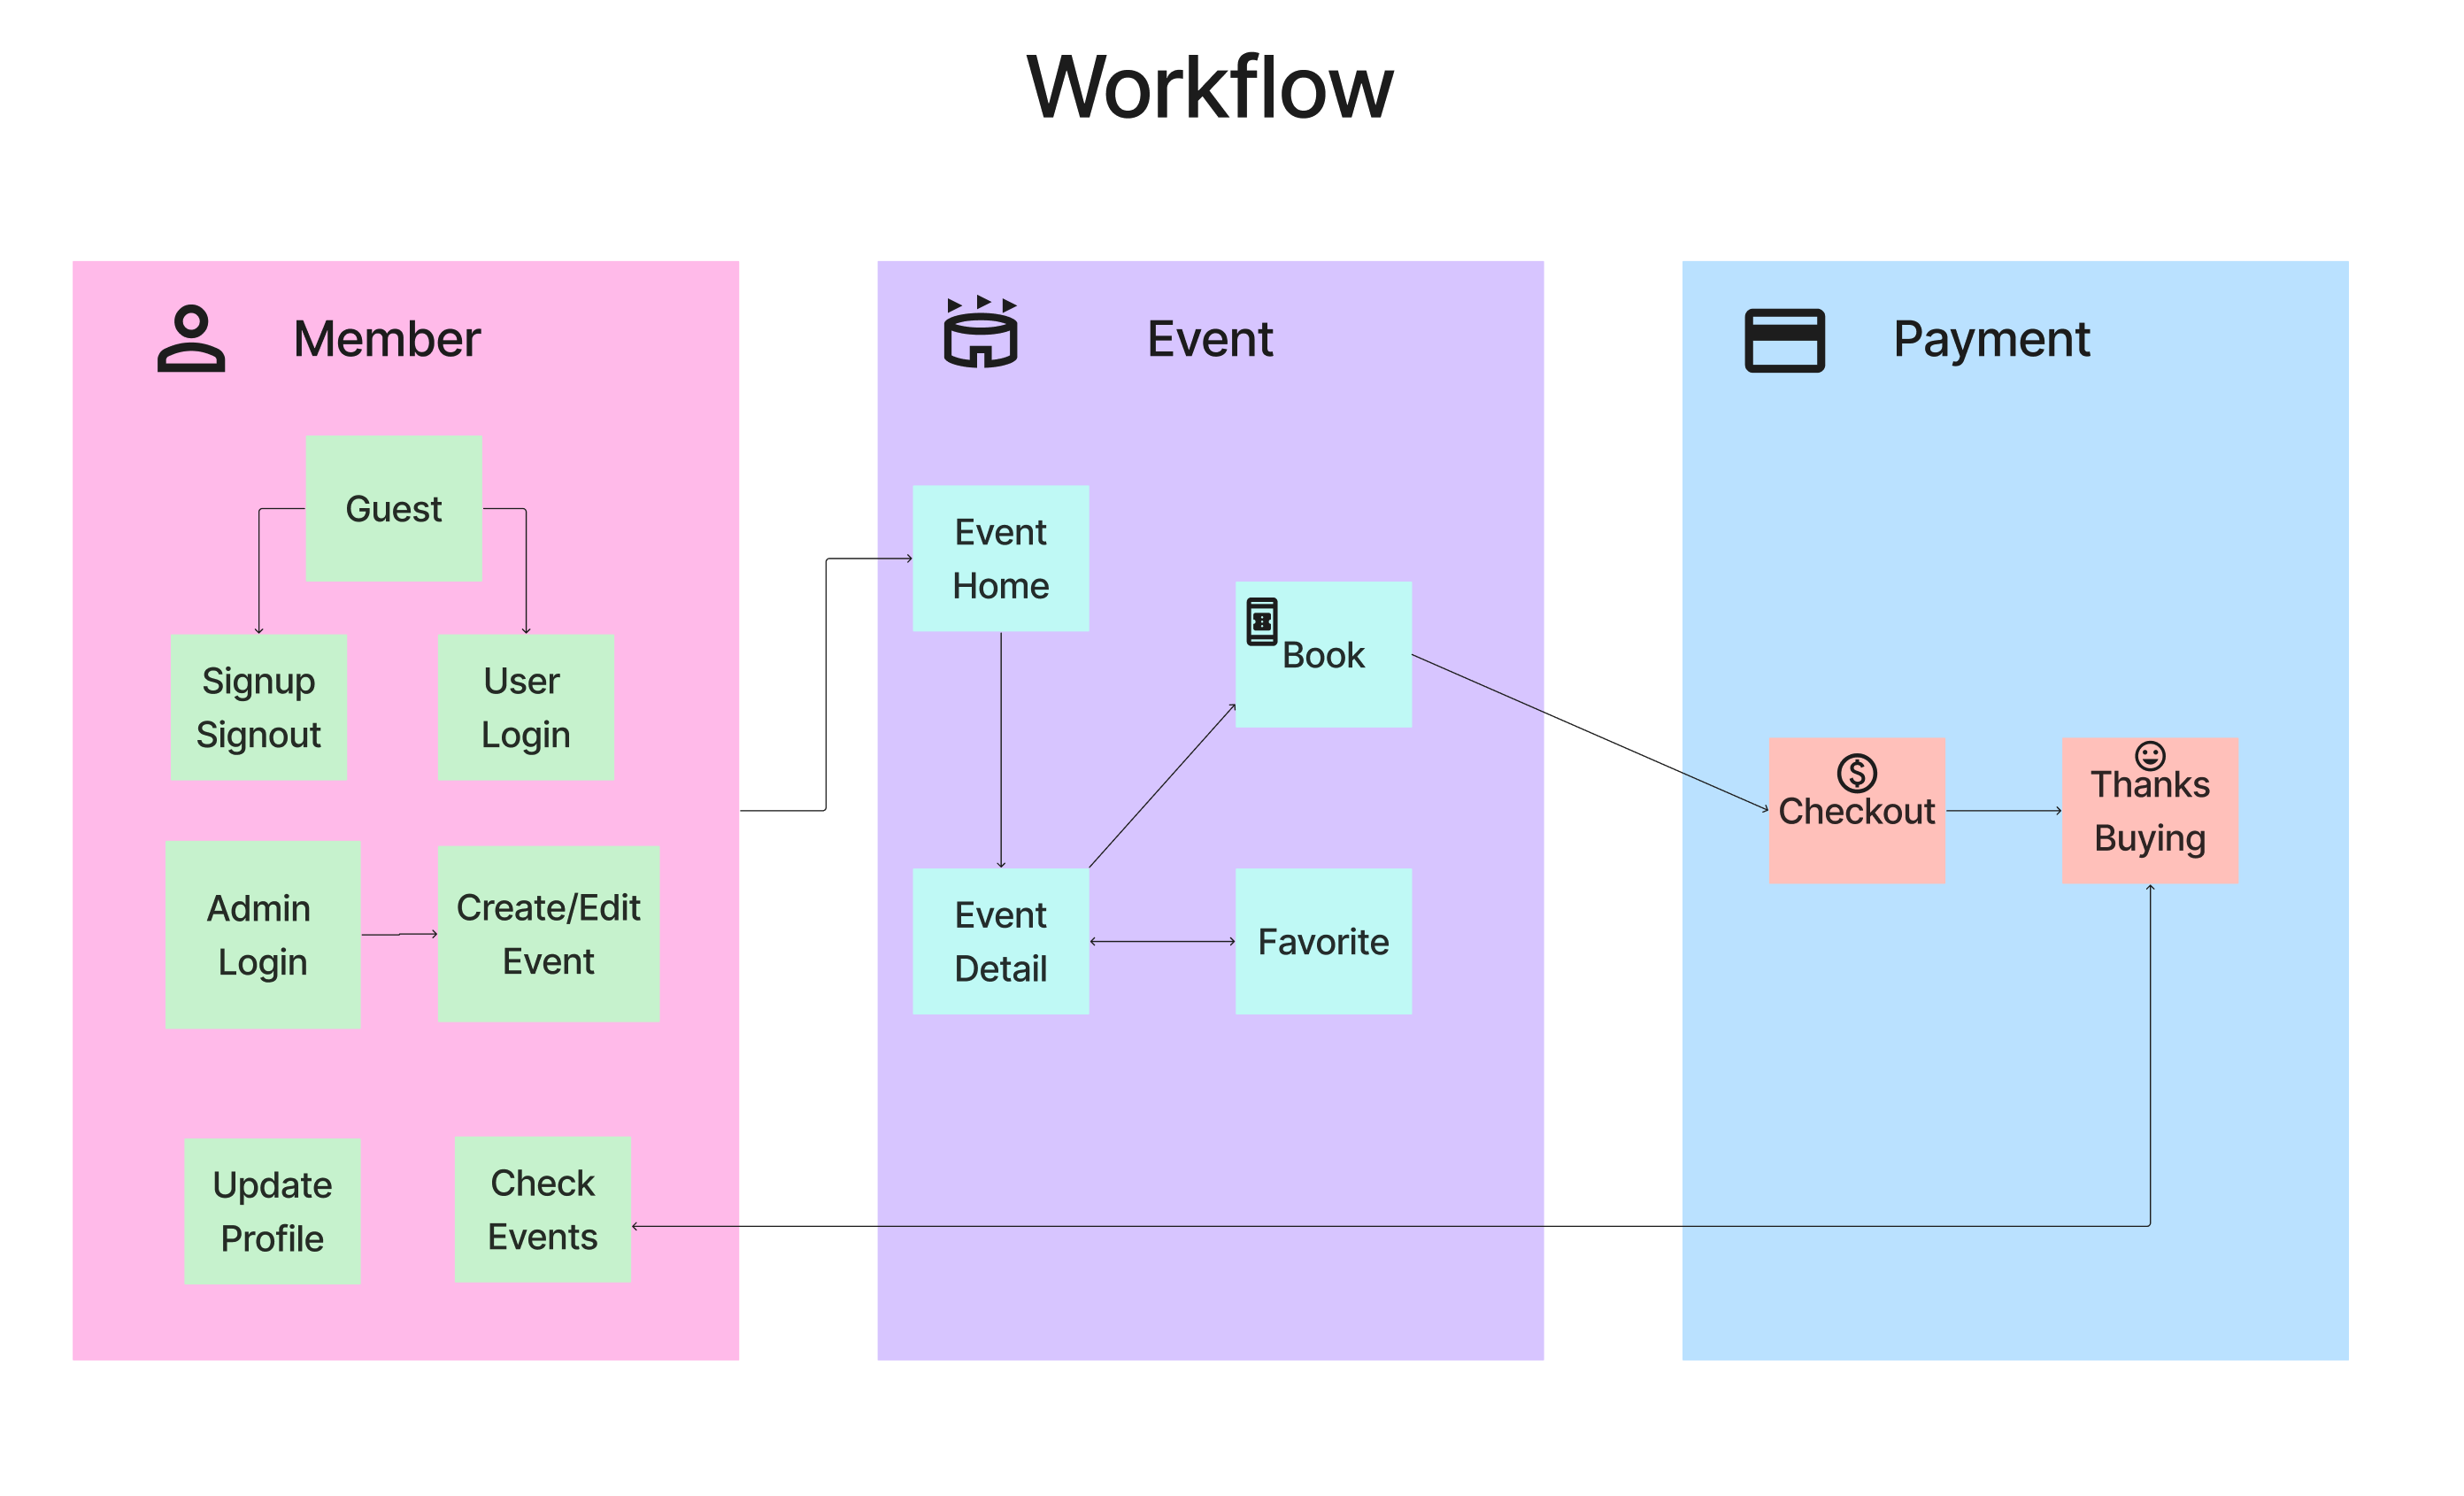 Workflow
Member
Guest
Signup
Signout
User
Login
Admin
Login
Create/Edit
Event
Update
Profile
Check
Events
Event
Event
Home
Book
Event
Detail
Favorite
Payment
Checkout
Thanks
Buying